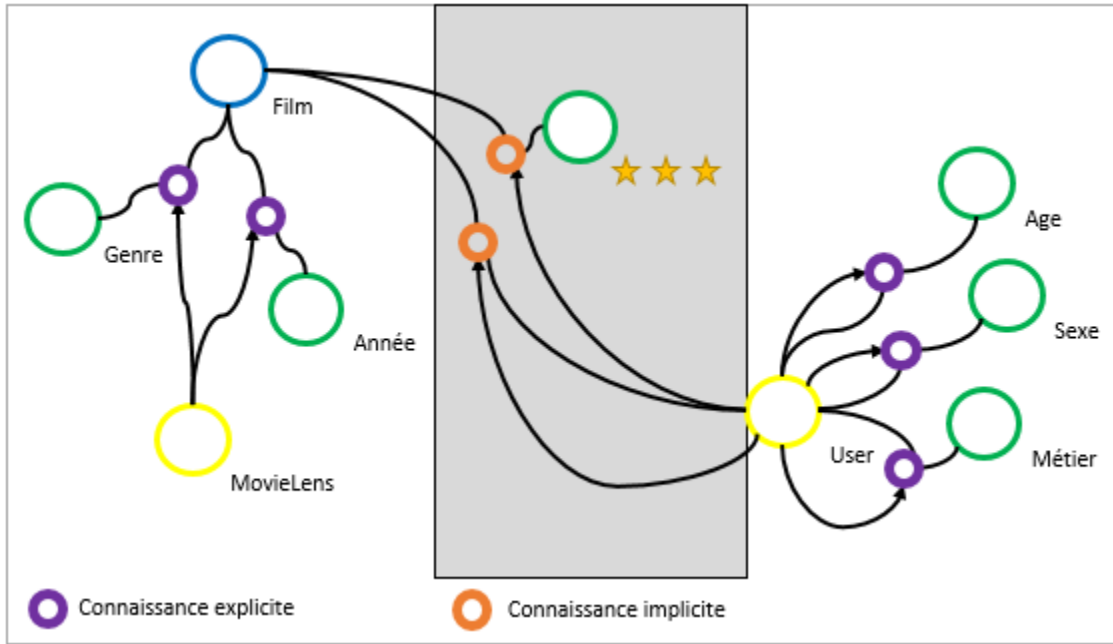 Film
Genre
Année
MovieLens
Age
Sexe
User
Métier
Connaissance explicite
Connaissance implicite